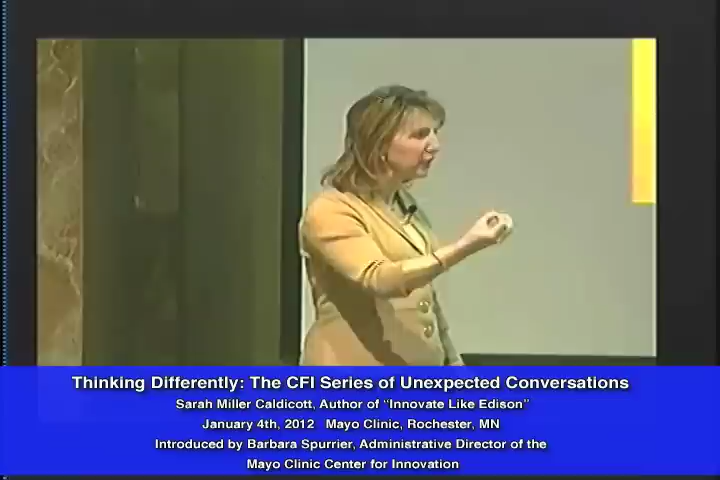 Thinking Differently: The CFI Series of Unexpected Conversations
Sarah Miller Caldicott, Author of "Innovate Like Edison"
January 4th, 2012 Mayo Clinic, Rochester, MN
Introduced by Barbara Spurrier, Administrative Director of the
Mayo Clinic Center for Innovation